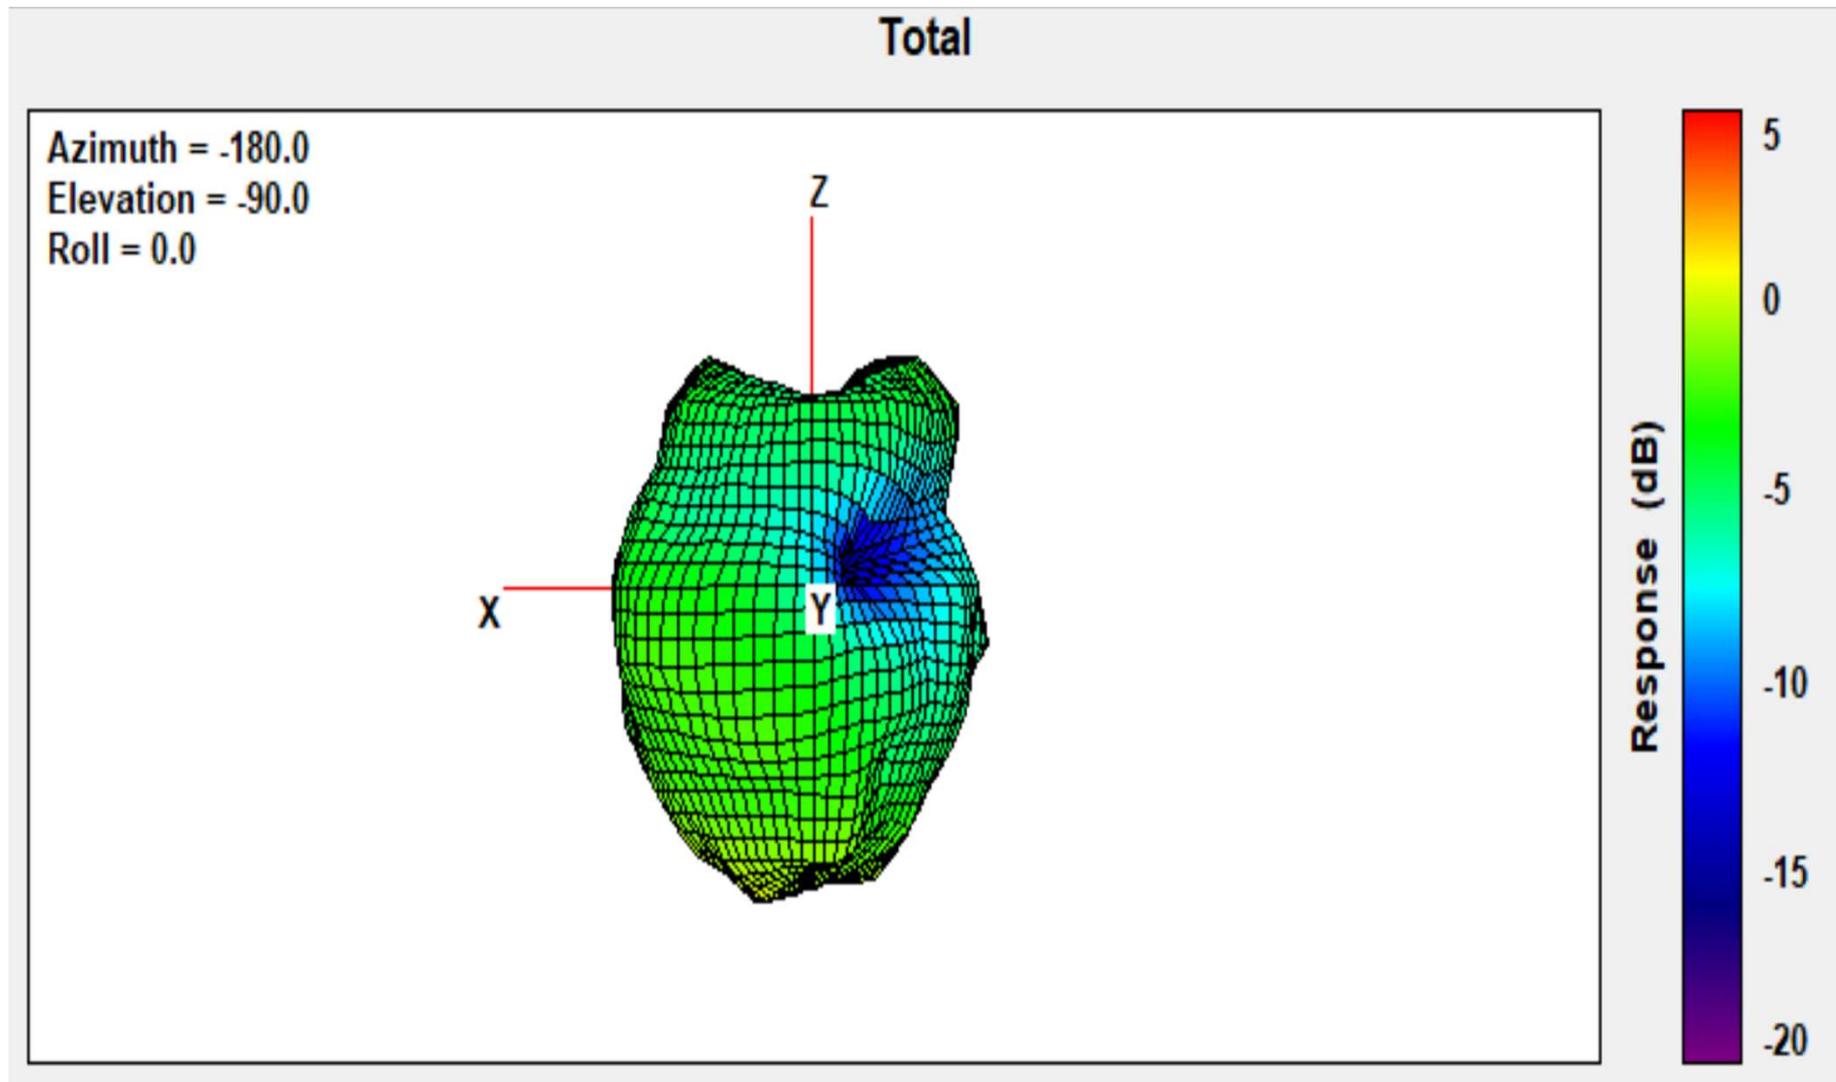 Total
Azimuth = -180.0
Elevation = -90.0
Roll = 0.0
Z
X
Y
5
0
-5
-10
-15
-20
Response (dB)